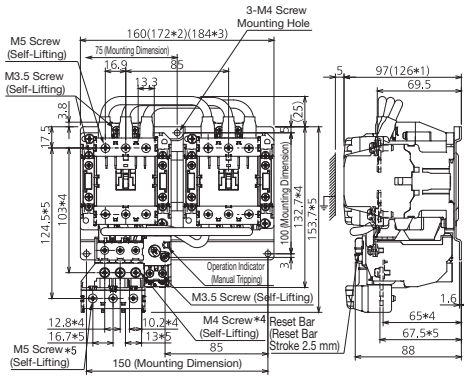 3-M4 Screw
Mounting Hole
160(172*2)(184*3)
75 (Mounting Dimension)
M5 Screw
(Self-Lifting)
16.9
85
M3.5 Screw
(Self-Lifting)
13.3
3.8
17.5
(25)
5
97(126*1)
69.5
124.5*5
103*4
5
100 (Mounting Dimension)
132.7*4
153.7*5
3
Operation Indicator
(Manual Tripping)
M3.5 Screw (Self-Lifting)
12.8*4
16.7*5
10.2*4
13*5
M4 Screw*4
(Self-Lifting)
Reset Bar
(Reset Bar
Stroke 2.5 mm)
M5 Screw*5
(Self-Lifting)
85
150 (Mounting Dimension)
1.6
65*4
67.5*5
88